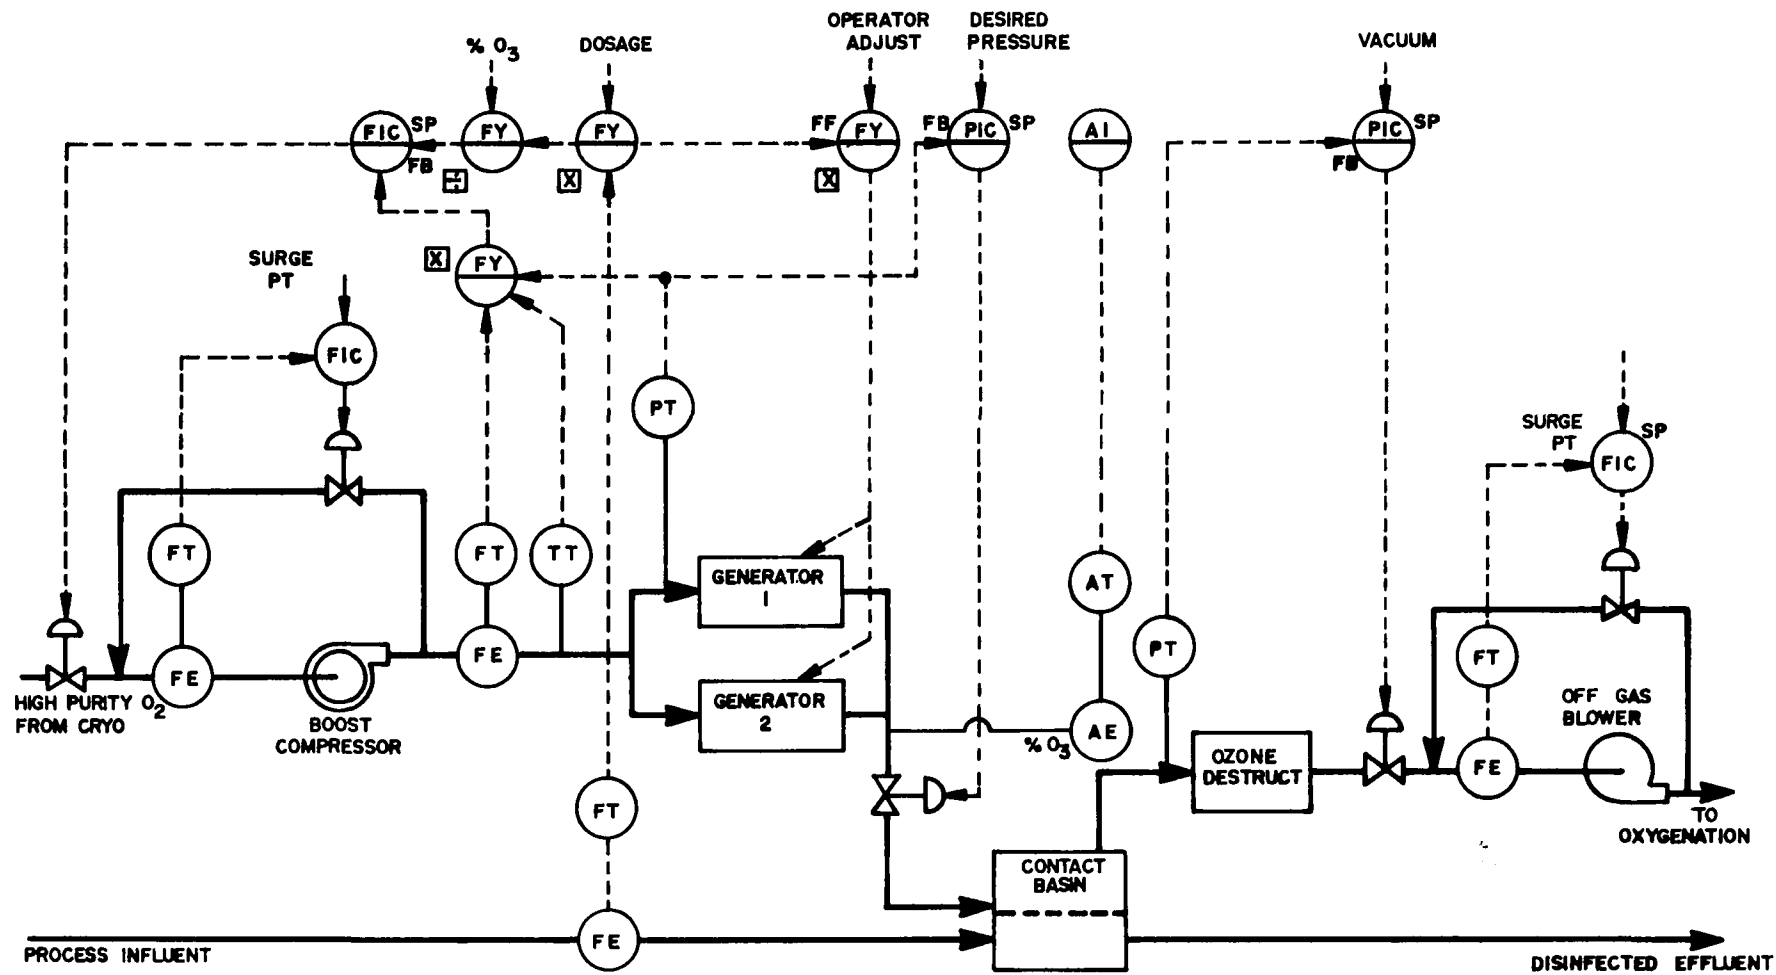 OPERATOR
ADJUST
DESIRED
PRESSURE
% O3
DOSAGE
VACUUM
FIC
SP
FB
FY
÷
FY
X
FF
FY
X
FB
PIC
SP
AI
PIC
SP
FB
X
FY
SURGE
PT
FIC
PT
SURGE
PT
SP
FIC
FT
FT
TT
GENERATOR
1
AT
FT
PT
FE
FE
HIGH PURITY O2
FROM CRYO
BOOST
COMPRESSOR
GENERATOR
2
% O3
AE
OZONE
DESTRUCT
FE
OFF GAS
BLOWER
FT
TO
OXYGENATION
CONTACT
BASIN
FE
PROCESS INFLUENT
DISINFECTED EFFLUENT